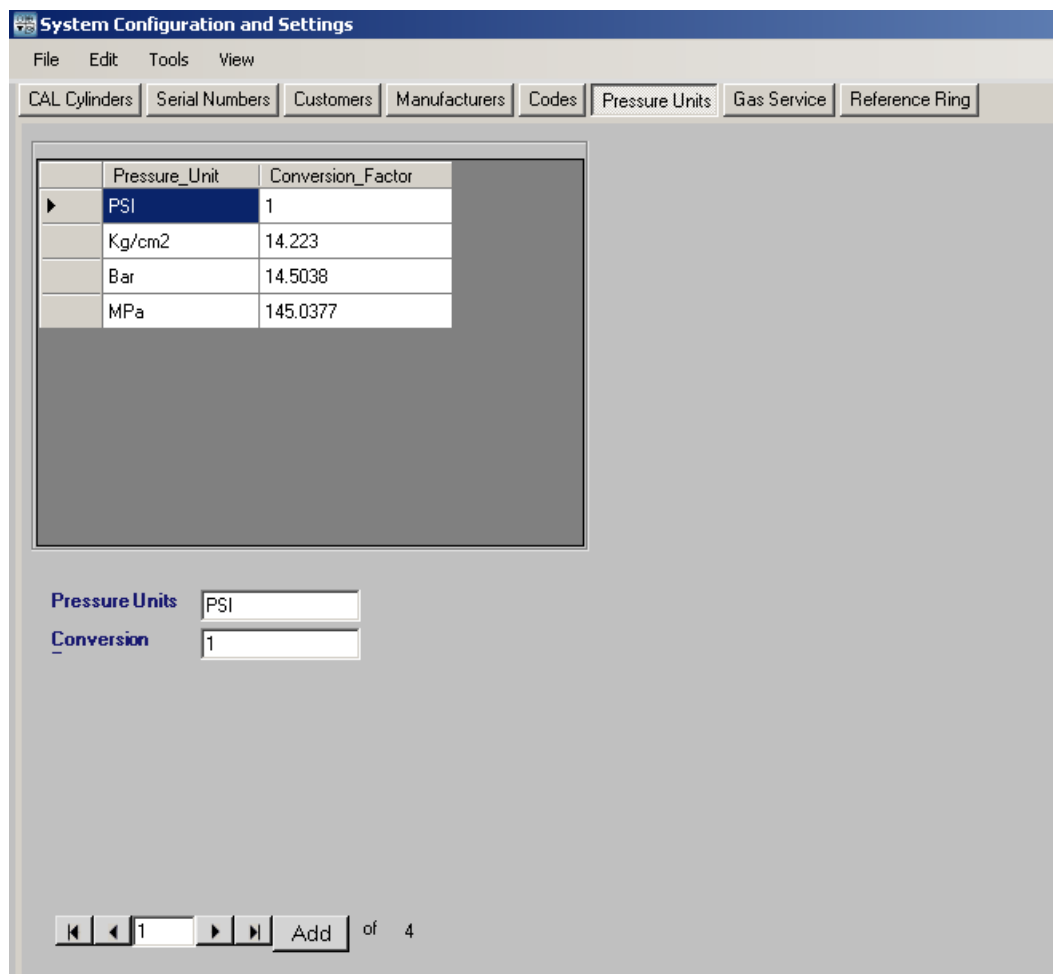 System Configuration and Settings
File Edit Tools View
CAL Cylinders Serial Numbers Customers Manufacturers Codes Pressure Units Gas Service Reference Ring
Pressure_Unit Conversion_Factor
PSI 1
Kg/cm2 14.223
Bar 14.5038
MPa 145.0377
Pressure Units PSI
Conversion 1
1 Add of 4